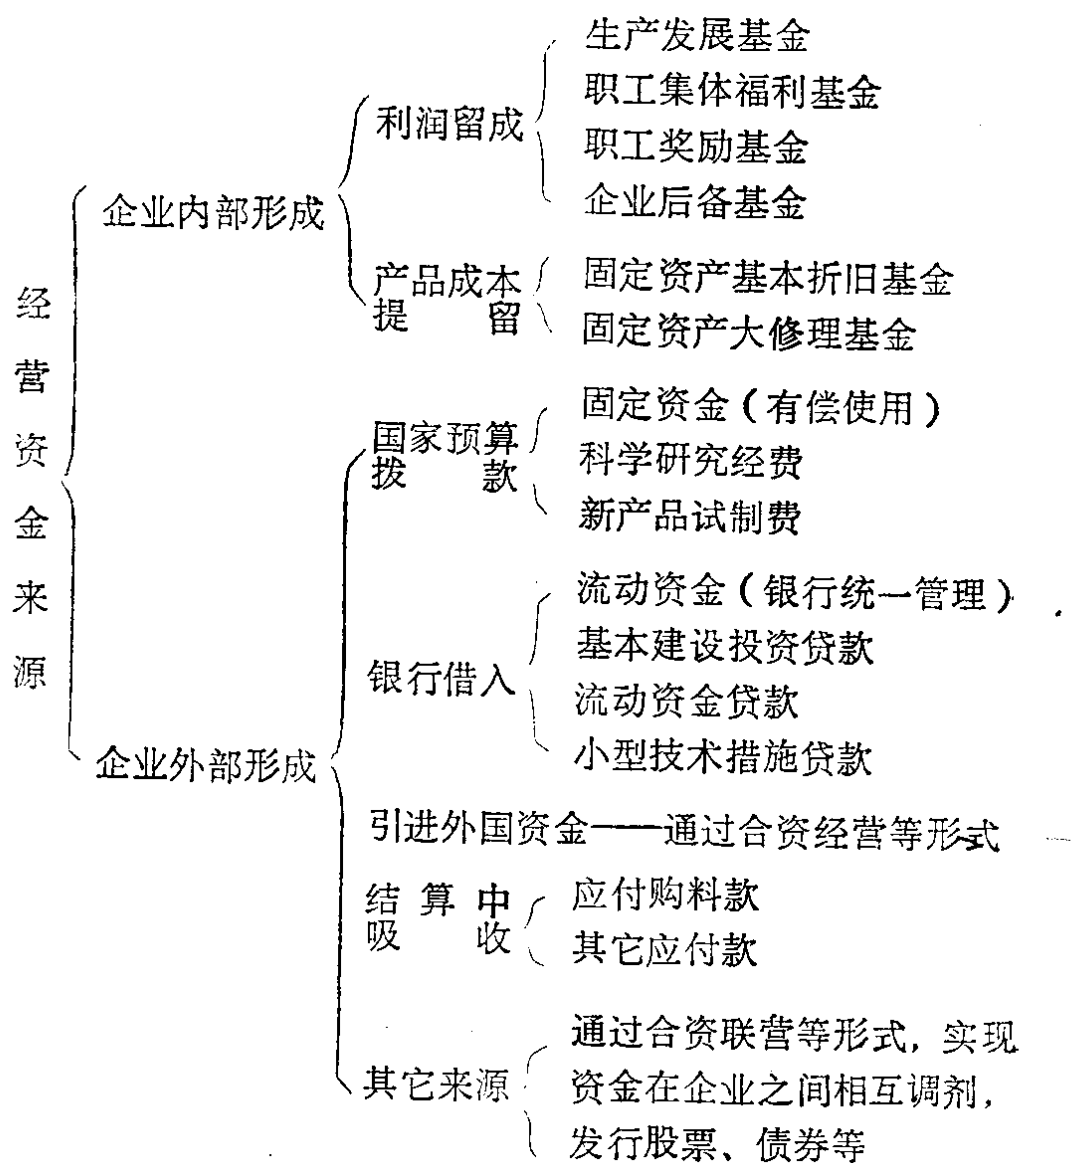 经营资金来源
企业内部形成
利润留成
生产发展基金
职工集体福利基金
职工奖励基金
企业后备基金
产品成本
提留
固定资产基本折旧基金
固定资产大修理基金
企业外部形成
国家预算
拨款
固定资金(有偿使用)
科学研究经费
新产品试制费
银行借入
流动资金(银行统一管理)
基本建设投资贷款
流动资金贷款
小型技术措施贷款
引进外国资金——通过合资经营等形式
结算中
吸收
应付购料款
其它应付款
其它来源
通过合资联营等形式,实现
资金在企业之间相互调剂,
发行股票、债券等